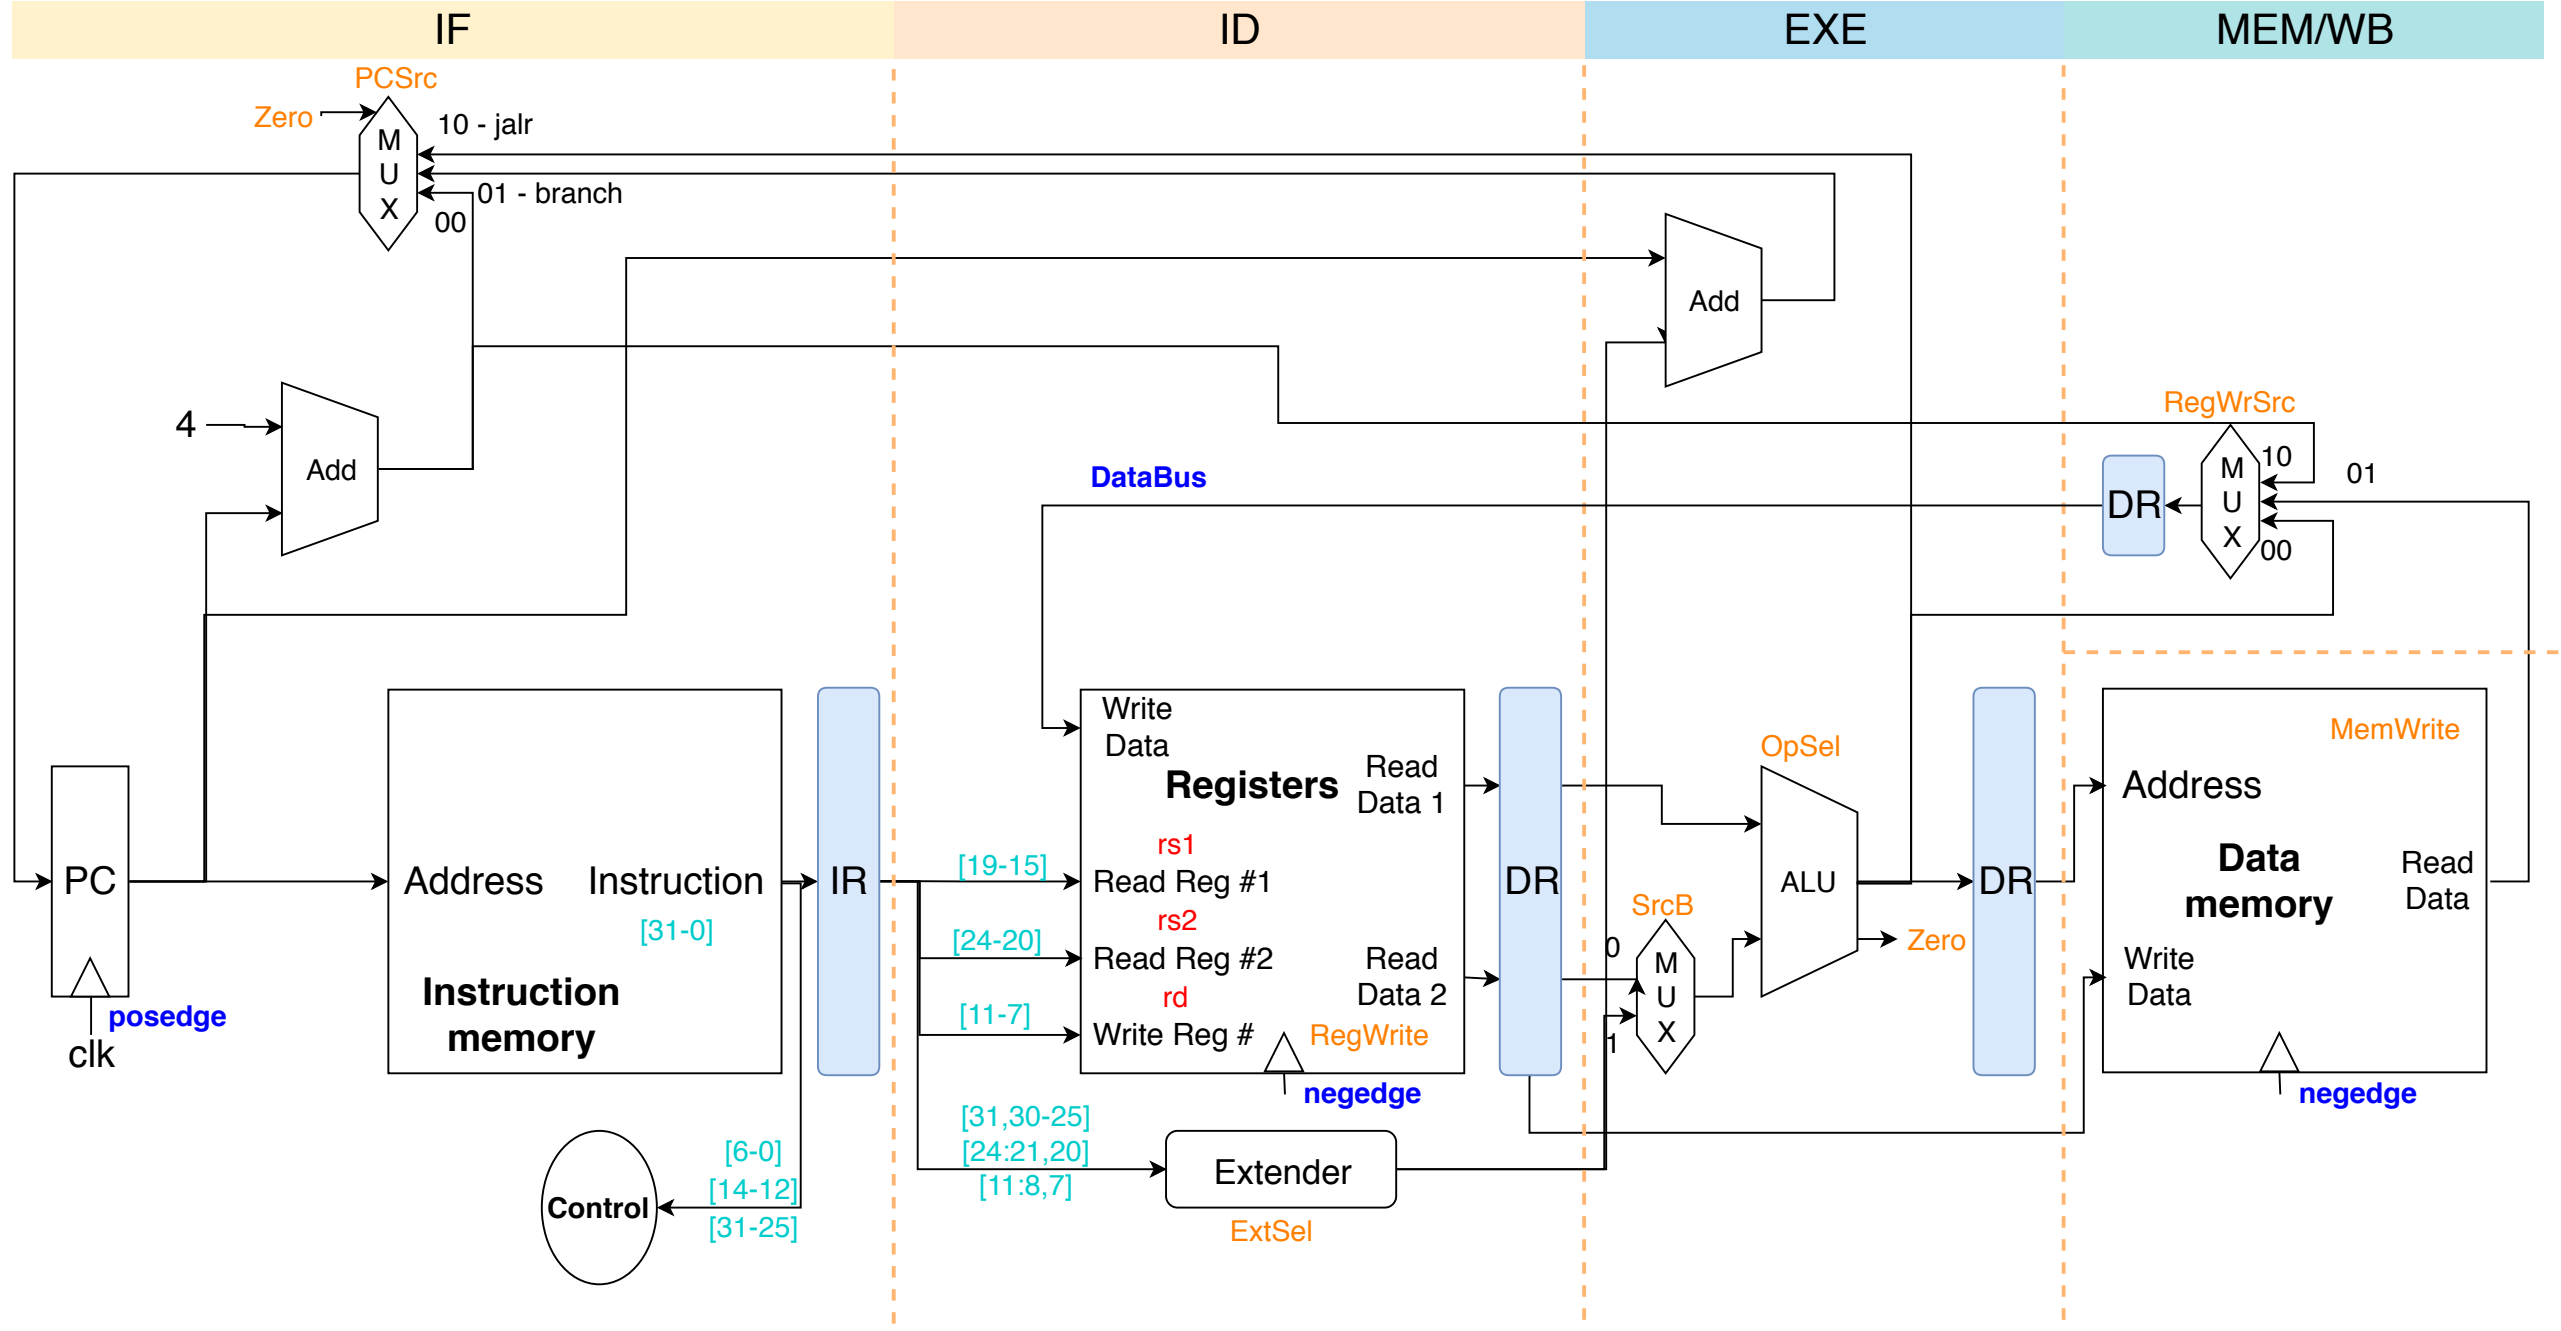 IF
ID
EXE
MEM/WB
PCSrc
Zero
M
U
X
10 - jalr
01 - branch
00
4
Add
Add
RegWrSrc
M
U
X
10
01
00
DR
DataBus
PC
posedge
clk
Address
Instruction
[31-0]
Instruction
memory
IR
Control
[6-0]
[14-12]
[31-25]
[19-15]
[24-20]
[11-7]
[31,30-25]
[24:21,20]
[11:8,7]
Write
Data
Registers
Read
Data 1
rs1
Read Reg #1
rs2
Read Reg #2
Read
Data 2
rd
Write Reg #
RegWrite
negedge
Extender
ExtSel
DR
SrcB
0
M
U
X
1
OpSel
ALU
Zero
DR
MemWrite
Address
Data
memory
Read
Data
Write
Data
negedge